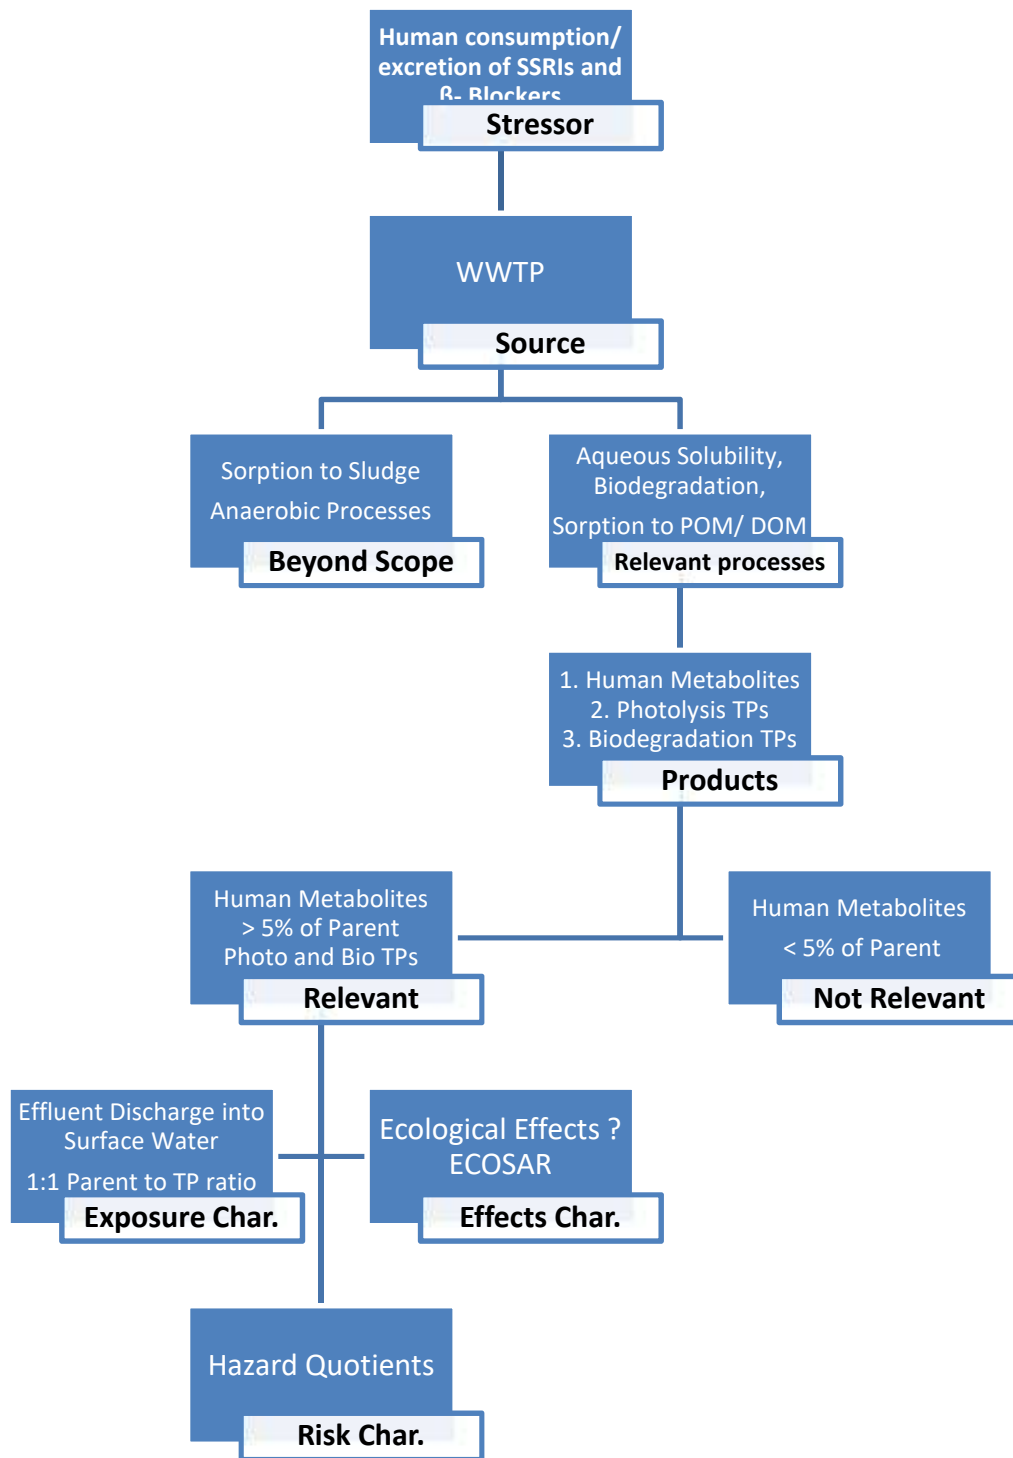 Human consumption/
excretion of SSRIs and
β- Blockers
Stressor
WWTP
Source
Sorption to Sludge
Anaerobic Processes
Beyond Scope
Aqueous Solubility,
Biodegradation,
Sorption to POM/ DOM
Relevant processes
1. Human Metabolites
2. Photolysis TPs
3. Biodegradation TPs
Products
Human Metabolites
> 5% of Parent
Photo and Bio TPs
Relevant
Human Metabolites
< 5% of Parent
Not Relevant
Effluent Discharge into
Surface Water
1:1 Parent to TP ratio
Exposure Char.
Ecological Effects ?
ECOSAR
Effects Char.
Hazard Quotients
Risk Char.